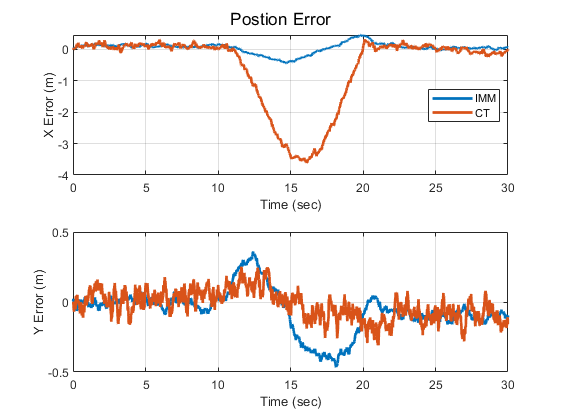 Postion Error
X Error (m)
0
-1
-2
-3
-4
IMM
CT
0 5 10 15 20 25 30
Time (sec)
Y Error (m)
0.5
0
-0.5
0 5 10 15 20 25 30
Time (sec)